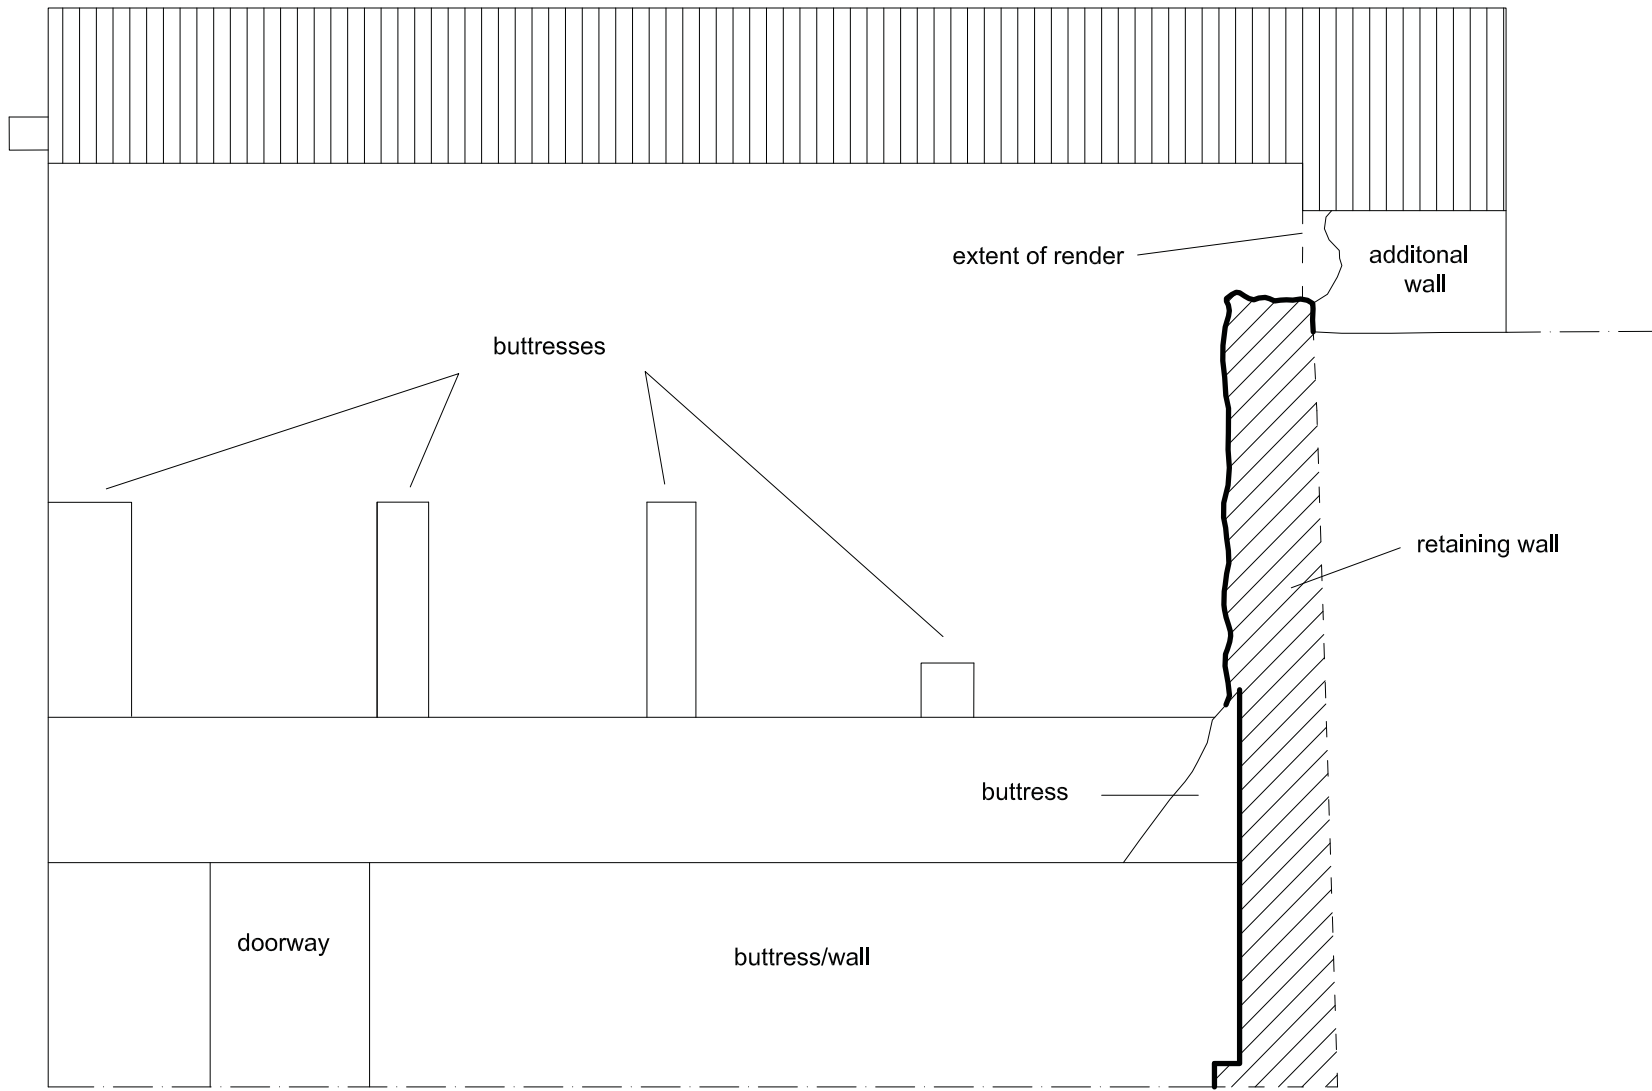 extent of render
additonal
wall
buttresses
retaining wall
buttress
doorway
buttress/wall